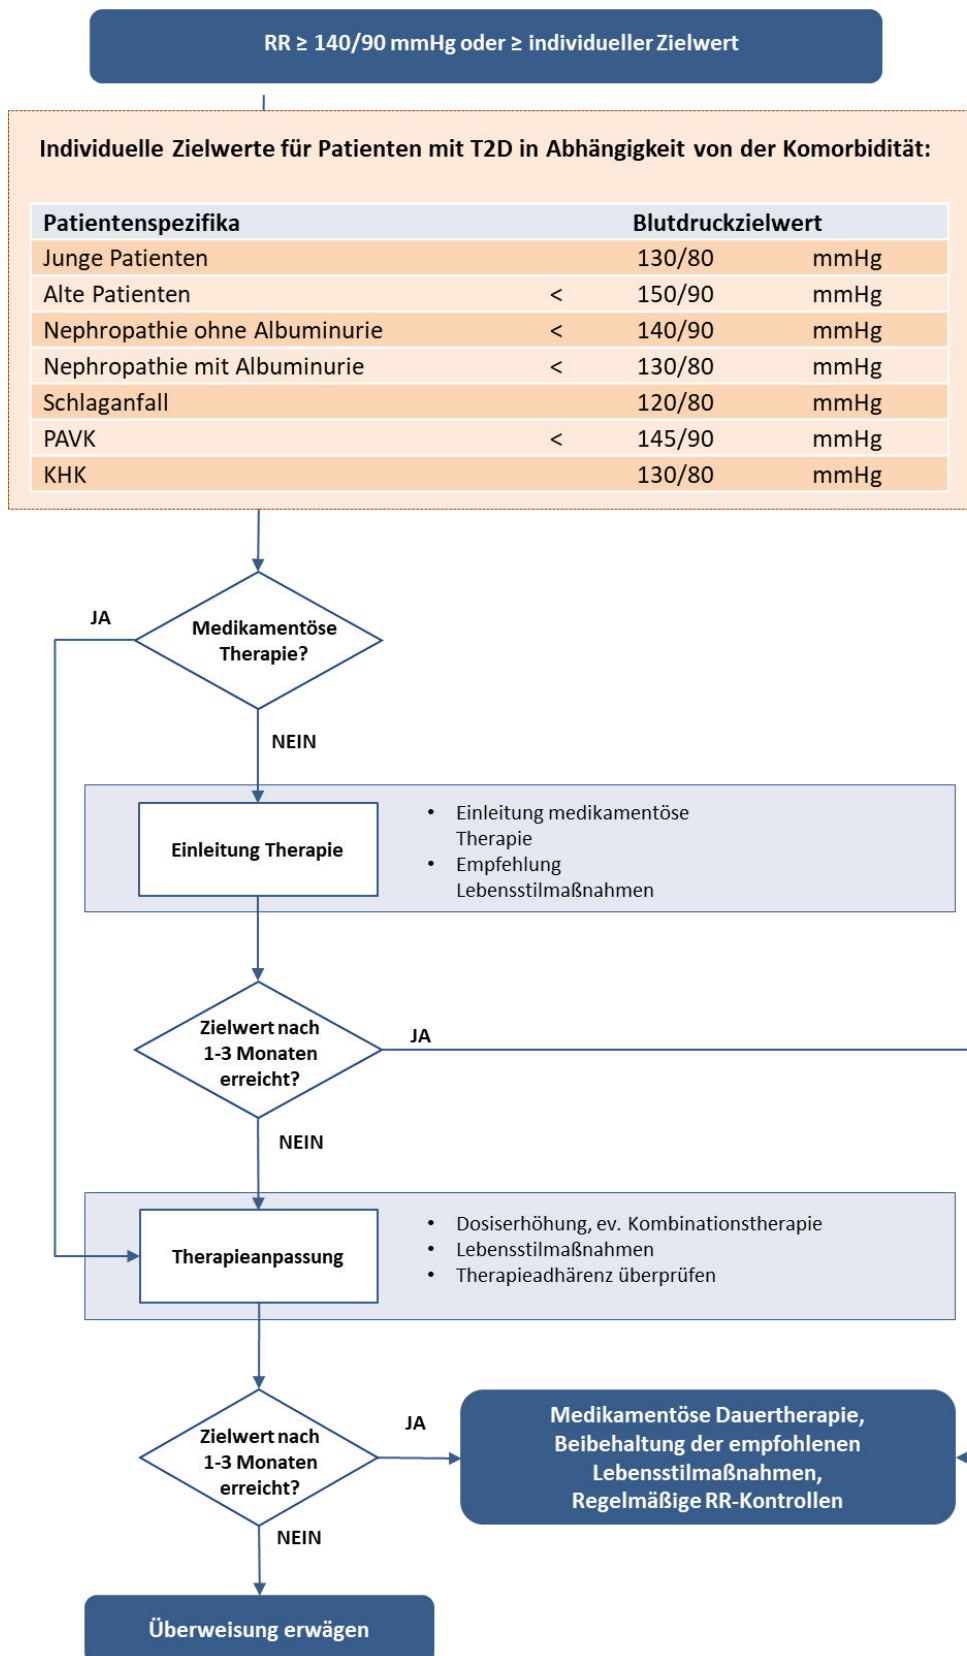 RR ≥ 140/90 mmHg oder ≥ individueller Zielwert
Individuelle Zielwerte für Patienten mit T2D in Abhängigkeit von der Komorbidität:
Patientenspezifika Blutdruckzielwert
Junge Patienten 130/80 mmHg
Alte Patienten < 150/90 mmHg
Nephropathie ohne Albuminurie < 140/90 mmHg
Nephropathie mit Albuminurie < 130/80 mmHg
Schlaganfall 120/80 mmHg
PAVK < 145/90 mmHg
KHK 130/80 mmHg
JA
Medikamentöse
Therapie?
NEIN
Einleitung Therapie
• Einleitung medikamentöse
Therapie
• Empfehlung
Lebensstilmaßnahmen
Zielwert nach
1-3 Monaten
erreicht?
JA
NEIN
Therapieanpassung
• Dosiserhöhung, ev. Kombinationstherapie
• Lebensstilmaßnahmen
• Therapieadhärenz überprüfen
Zielwert nach
1-3 Monaten
erreicht?
JA
Medikamentöse Dauertherapie,
Beibehaltung der empfohlenen
Lebensstilmaßnahmen,
Regelmäßige RR-Kontrollen
NEIN
Überweisung erwägen